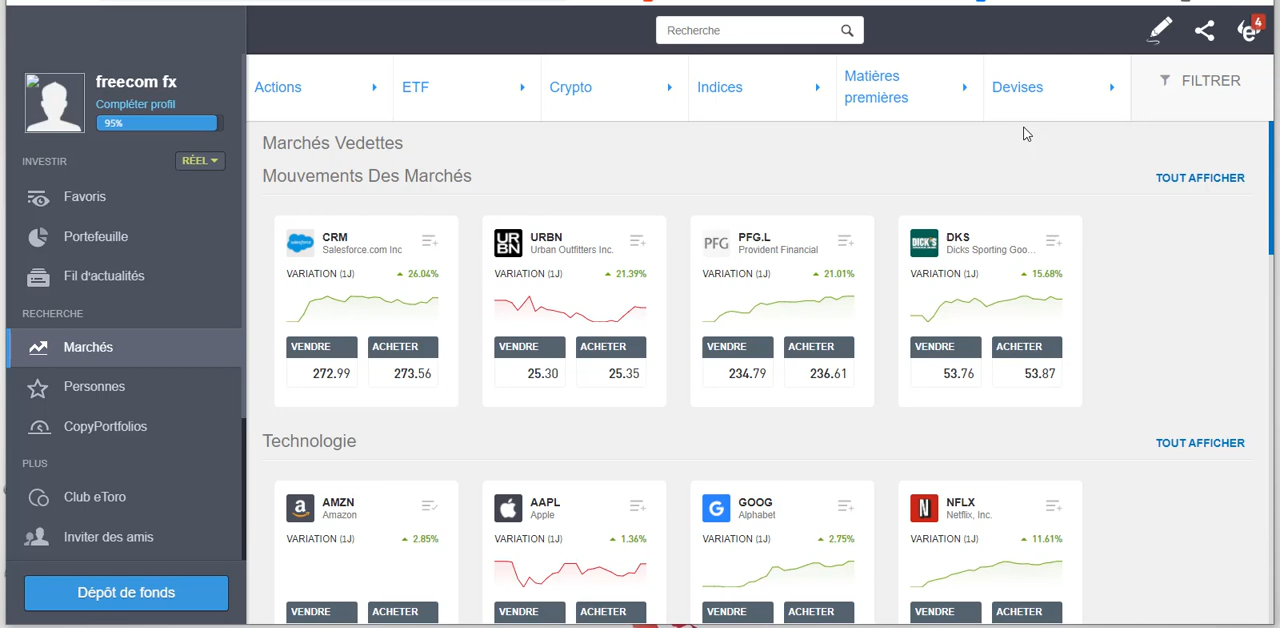 Recherche
4
freecom fx
Compléter profil
95%
INVESTIR
RÉEL
Favoris
Portefeuille
Fil d'actualités
RECHERCHE
Marchés
Personnes
CopyPortfolios
PLUS
Club eToro
Inviter des amis
Dépôt de fonds
Actions
ETF
Crypto
Indices
Matières
premières
Devises
FILTRER
Marchés Vedettes
Mouvements Des Marchés
TOUT AFFICHER
CRM
Salesforce.com Inc
VARIATION (1J) 26.04%
VENDRE ACHETER
272.99 273.56
URBN
Urban Outfitters Inc.
VARIATION (1J) 21.39%
VENDRE ACHETER
25.30 25.35
PFG
PFG.L
Provident Financial
VARIATION (1J) 21.01%
VENDRE ACHETER
234.79 236.61
DICK'S
DKS
Dicks Sporting Goo...
VARIATION (1J) 15.68%
VENDRE ACHETER
53.76 53.87
Technologie
TOUT AFFICHER
AMZN
Amazon
VARIATION (1J) 2.85%
VENDRE ACHETER
AAPL
Apple
VARIATION (1J) 1.36%
VENDRE ACHETER
GOOG
Alphabet
VARIATION (1J) 2.75%
VENDRE ACHETER
NFLX
Netflix, Inc.
VARIATION (1J) 11.61%
VENDRE ACHETER